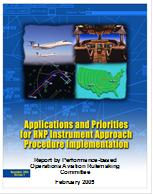 Applications and Priorities
for RNP Instrument Approach
Procedure Implementation
Report by Performance-based
Operations Aviation Rulemaking
Committee
February 2005